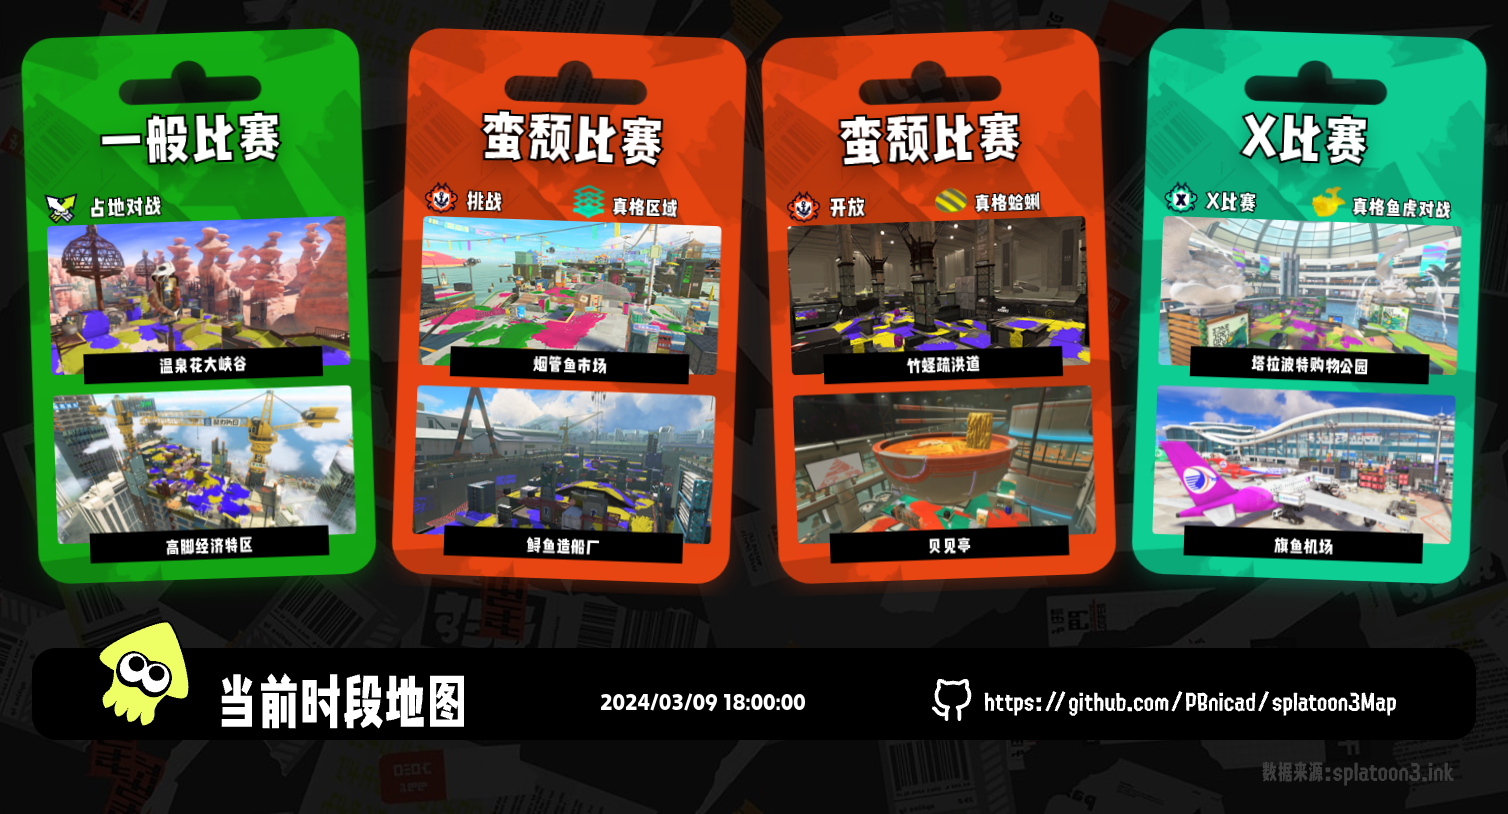 一般比赛
占地对战
温泉花大峡谷
高脚经济特区
蛮颓比赛
挑战
真格区域
烟管鱼市场
鲟鱼造船厂
蛮颓比赛
开放
真格蛤蜊
竹蛏疏洪道
贝见亭
X比赛
X比赛
真格鱼虎对战
塔拉波特购物公园
旗鱼机场
当前时段地图
2024/03/09 18:00:00
https://github.com/PBnicad/splatoon3Map
数据来源:splatoon3.ink